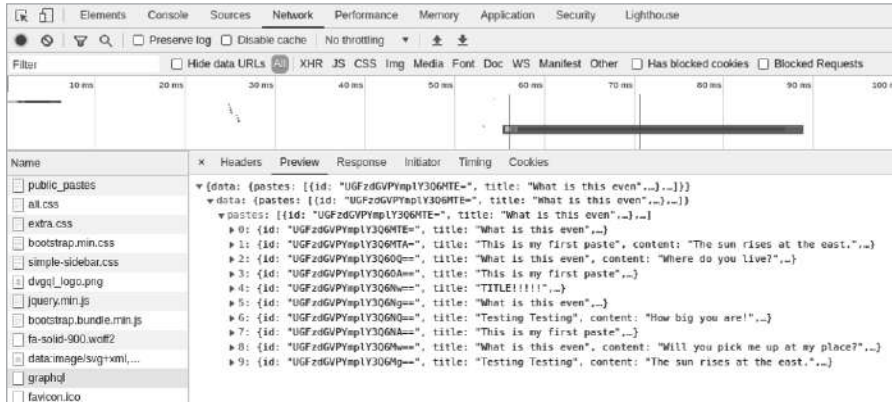 Elements Console Sources Network Performance Memory Application Security Lighthouse
Preserve log Disable cache No throttling
Filter Hide data URLs All XHR JS CSS Img Media Font Doc WS Manifest Other Has blocked cookies Blocked Requests
10 ms 20 ms 30 ms 40 ms 50 ms 60 ms 70 ms 80 ms 90 ms 100
Name × Headers Preview Response Initiator Timing Cookies
public_pastes
all.css
extra.css
bootstrap.min.css
simple-sidebar.css
dvgql_logo.png
jquery.min.js
bootstrap.bundle.min.js
fa-solid-900.woff2
data:image/svg+xml,...
graphql
favicon.ico
▼{data: {pastes: [{id: "UGFzdGVPYmplY3Q6MTE=", title: "What is this even",…},…]}}
▼data: {pastes: [{id: "UGFzdGVPYmplY3Q6MTE=", title: "What is this even",…},…]}
▼pastes: [{id: "UGFzdGVPYmplY3Q6MTE=", title: "What is this even",…},…]
▶0: {id: "UGFzdGVPYmplY3Q6MTE=", title: "What is this even",…}
▶1: {id: "UGFzdGVPYmplY3Q6MTA=", title: "This is my first paste", content: "The sun rises at the east.",…}
▶2: {id: "UGFzdGVPYmplY3Q6OQ==", title: "What is this even", content: "Where do you live?",…}
▶3: {id: "UGFzdGVPYmplY3Q6OA==", title: "This is my first paste",…}
▶4: {id: "UGFzdGVPYmplY3Q6Nw==", title: "TITLE!!!!!",…}
▶5: {id: "UGFzdGVPYmplY3Q6Ng==", title: "What is this even",…}
▶6: {id: "UGFzdGVPYmplY3Q6NQ==", title: "Testing Testing", content: "How big you are!",…}
▶7: {id: "UGFzdGVPYmplY3Q6NA==", title: "This is my first paste",…}
▶8: {id: "UGFzdGVPYmplY3Q6Mw==", title: "What is this even", content: "Will you pick me up at my place?",…}
▶9: {id: "UGFzdGVPYmplY3Q6Mg==", title: "Testing Testing", content: "The sun rises at the east.",…}